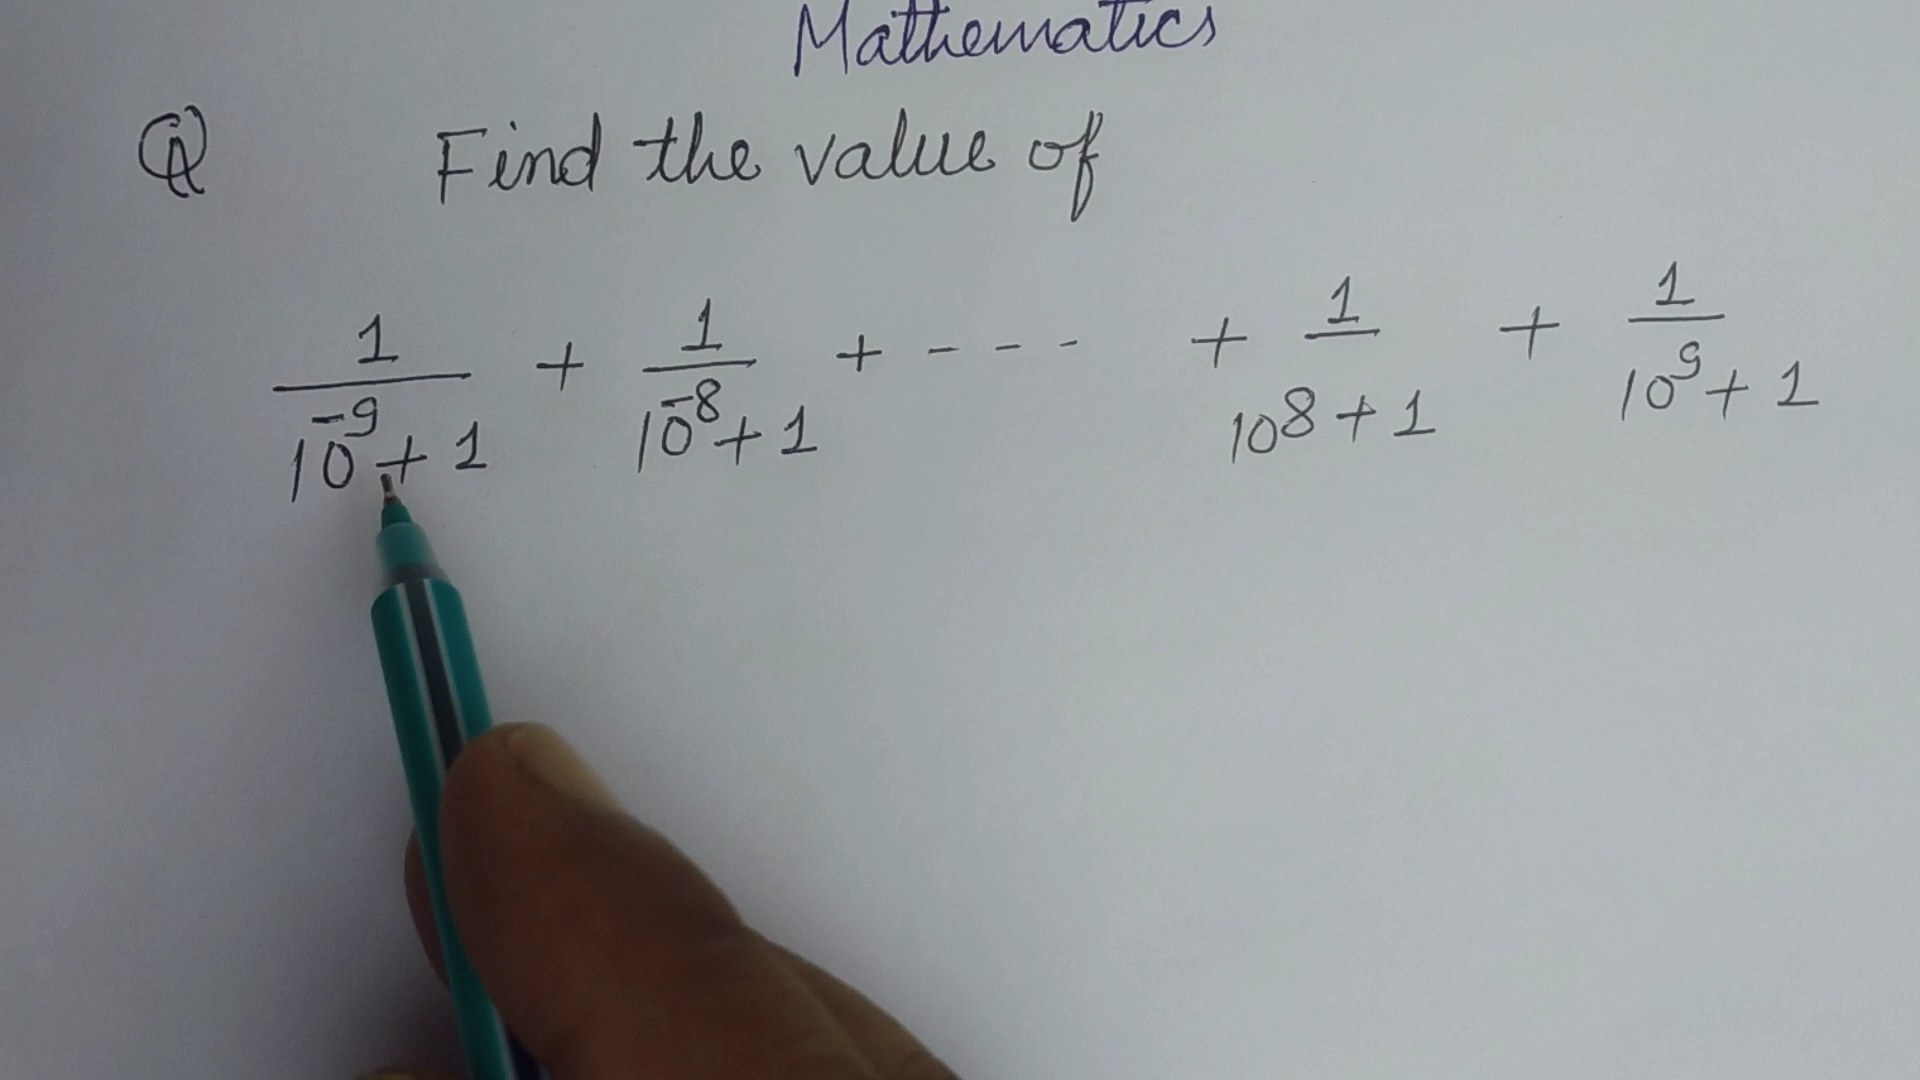 Mathematics
Q Find the value of
1/(10^-9 + 1) + 1/(10^-8 + 1) + - - - + 1/(10^8 + 1) + 1/(10^9 + 1)